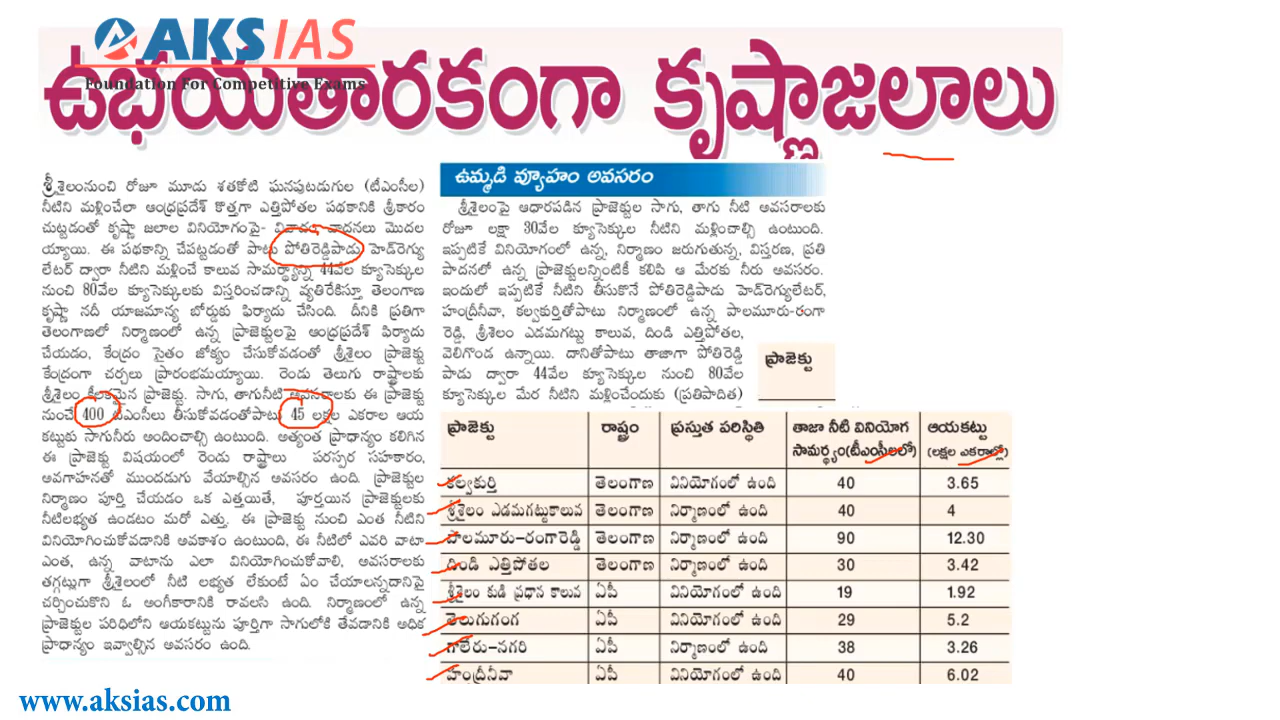 AKS IAS
Foundation For Competitive Exams
ఉభయతారకంగా కృష్ణాజలాలు
శ్రీశైలంనుంచి రోజూ మూడు శతకోటి ఘనపుటడుగుల (టీఎంసీల)
నీటిని మళ్లించేలా ఆంధ్రప్రదేశ్ కొత్తగా ఎత్తిపోతల పథకానికి శ్రీకారం
చుట్టడంతో కృష్ణా జలాల వినియోగంపై- వివాదం వాదనలు మొదల
య్యాయి. ఈ పథకాన్ని చేపట్టడంతో పాటు పోతిరెడ్డిపాడు హెడ్‌రెగ్యు
లేటర్ ద్వారా నీటిని మళ్లించే కాలువ సామర్థ్యాన్ని 44వేల క్యూసెక్కుల
నుంచి 80వేల క్యూసెక్కులకు విస్తరించడాన్ని వ్యతిరేకిస్తూ తెలంగాణ
కృష్ణా నదీ యాజమాన్య బోర్డుకు ఫిర్యాదు చేసింది. దీనికి ప్రతిగా
తెలంగాణలో నిర్మాణంలో ఉన్న ప్రాజెక్టులపై ఆంధ్రప్రదేశ్ ఫిర్యాదు
చేయడం, కేంద్రం సైతం జోక్యం చేసుకోవడంతో శ్రీశైలం ప్రాజెక్టు
కేంద్రంగా చర్చలు ప్రారంభమయ్యాయి. రెండు తెలుగు రాష్ట్రాలకు
శ్రీశైలం కీలకమైన ప్రాజెక్టు. సాగు, తాగునీటి అవసరాలకు ఈ ప్రాజెక్టు
నుంచే 400 టీఎంసీలు తీసుకోవడంతోపాటు 45 లక్షల ఎకరాల ఆయ
కట్టుకు సాగునీరు అందించాల్సి ఉంటుంది. అత్యంత ప్రాధాన్యం కలిగిన
ఈ ప్రాజెక్టు విషయంలో రెండు రాష్ట్రాలు పరస్పర సహకారం,
అవగాహనతో ముందడుగు వేయాల్సిన అవసరం ఉంది. ప్రాజెక్టుల
నిర్మాణం పూర్తి చేయడం ఒక ఎత్తయితే, పూర్తయిన ప్రాజెక్టులకు
నీటిలభ్యత ఉండటం మరో ఎత్తు. ఈ ప్రాజెక్టు నుంచి ఎంత నీటిని
వినియోగించుకోవడానికి అవకాశం ఉంటుంది, ఈ నీటిలో ఎవరి వాటా
ఎంత, ఉన్న వాటాను ఎలా వినియోగించుకోవాలి, అవసరాలకు
తగ్గట్లుగా శ్రీశైలంలో నీటి లభ్యత లేకుంటే ఏం చేయాలన్నదానిపై
చర్చించుకొని ఓ అంగీకారానికి రావలసి ఉంది. నిర్మాణంలో ఉన్న
ప్రాజెక్టుల పరిధిలోని ఆయకట్టును పూర్తిగా సాగులోకి తేవడానికి అధిక
ప్రాధాన్యం ఇవ్వాల్సిన అవసరం ఉంది.
ఉమ్మడి వ్యూహం అవసరం
శ్రీశైలంపై ఆధారపడిన ప్రాజెక్టుల సాగు, తాగు నీటి అవసరాలకు
రోజు లక్షా 30వేల క్యూసెక్కుల నీటిని మళ్లించాల్సి ఉంటుంది.
ఇప్పటికే వినియోగంలో ఉన్న, నిర్మాణం జరుగుతున్న, విస్తరణ, ప్రతి
పాదనలో ఉన్న ప్రాజెక్టులన్నింటికీ కలిపి ఆ మేరకు నీరు అవసరం.
ఇందులో ఇప్పటికే నీటిని తీసుకొనే పోతిరెడ్డిపాడు హెడ్‌రెగ్యులేటర్,
హంద్రీనీవా, కల్వకుర్తితోపాటు నిర్మాణంలో ఉన్న పాలమూరు-రంగా
రెడ్డి, శ్రీశైలం ఎడమగట్టు కాలువ, దిండి ఎత్తిపోతల,
వెలిగొండ ఉన్నాయి. దానితోపాటు తాజాగా పోతిరెడ్డి
పాడు ద్వారా 44వేల క్యూసెక్కుల నుంచి 80వేల
క్యూసెక్కుల మేర నీటిని మళ్లించేందుకు (ప్రతిపాదిత)
ప్రాజెక్టు
ప్రాజెక్టు రాష్ట్రం ప్రస్తుత పరిస్థితి తాజా నీటి వినియోగ సామర్థ్యం(టీఎంసీలలో) ఆయకట్టు (లక్షల ఎకరాల్లో)
కల్వకుర్తి తెలంగాణ వినియోగంలో ఉంది 40 3.65
శ్రీశైలం ఎడమగట్టుకాలువ తెలంగాణ నిర్మాణంలో ఉంది 40 4
పాలమూరు-రంగారెడ్డి తెలంగాణ నిర్మాణంలో ఉంది 90 12.30
దిండి ఎత్తిపోతల తెలంగాణ నిర్మాణంలో ఉంది 30 3.42
శ్రీశైలం కుడి ప్రధాన కాలువ ఏపీ వినియోగంలో ఉంది 19 1.92
తెలుగుగంగ ఏపీ వినియోగంలో ఉంది 29 5.2
గాలేరు-నగరి ఏపీ నిర్మాణంలో ఉంది 38 3.26
హంద్రీనీవా ఏపీ వినియోగంలో ఉంది 40 6.02
www.aksias.com